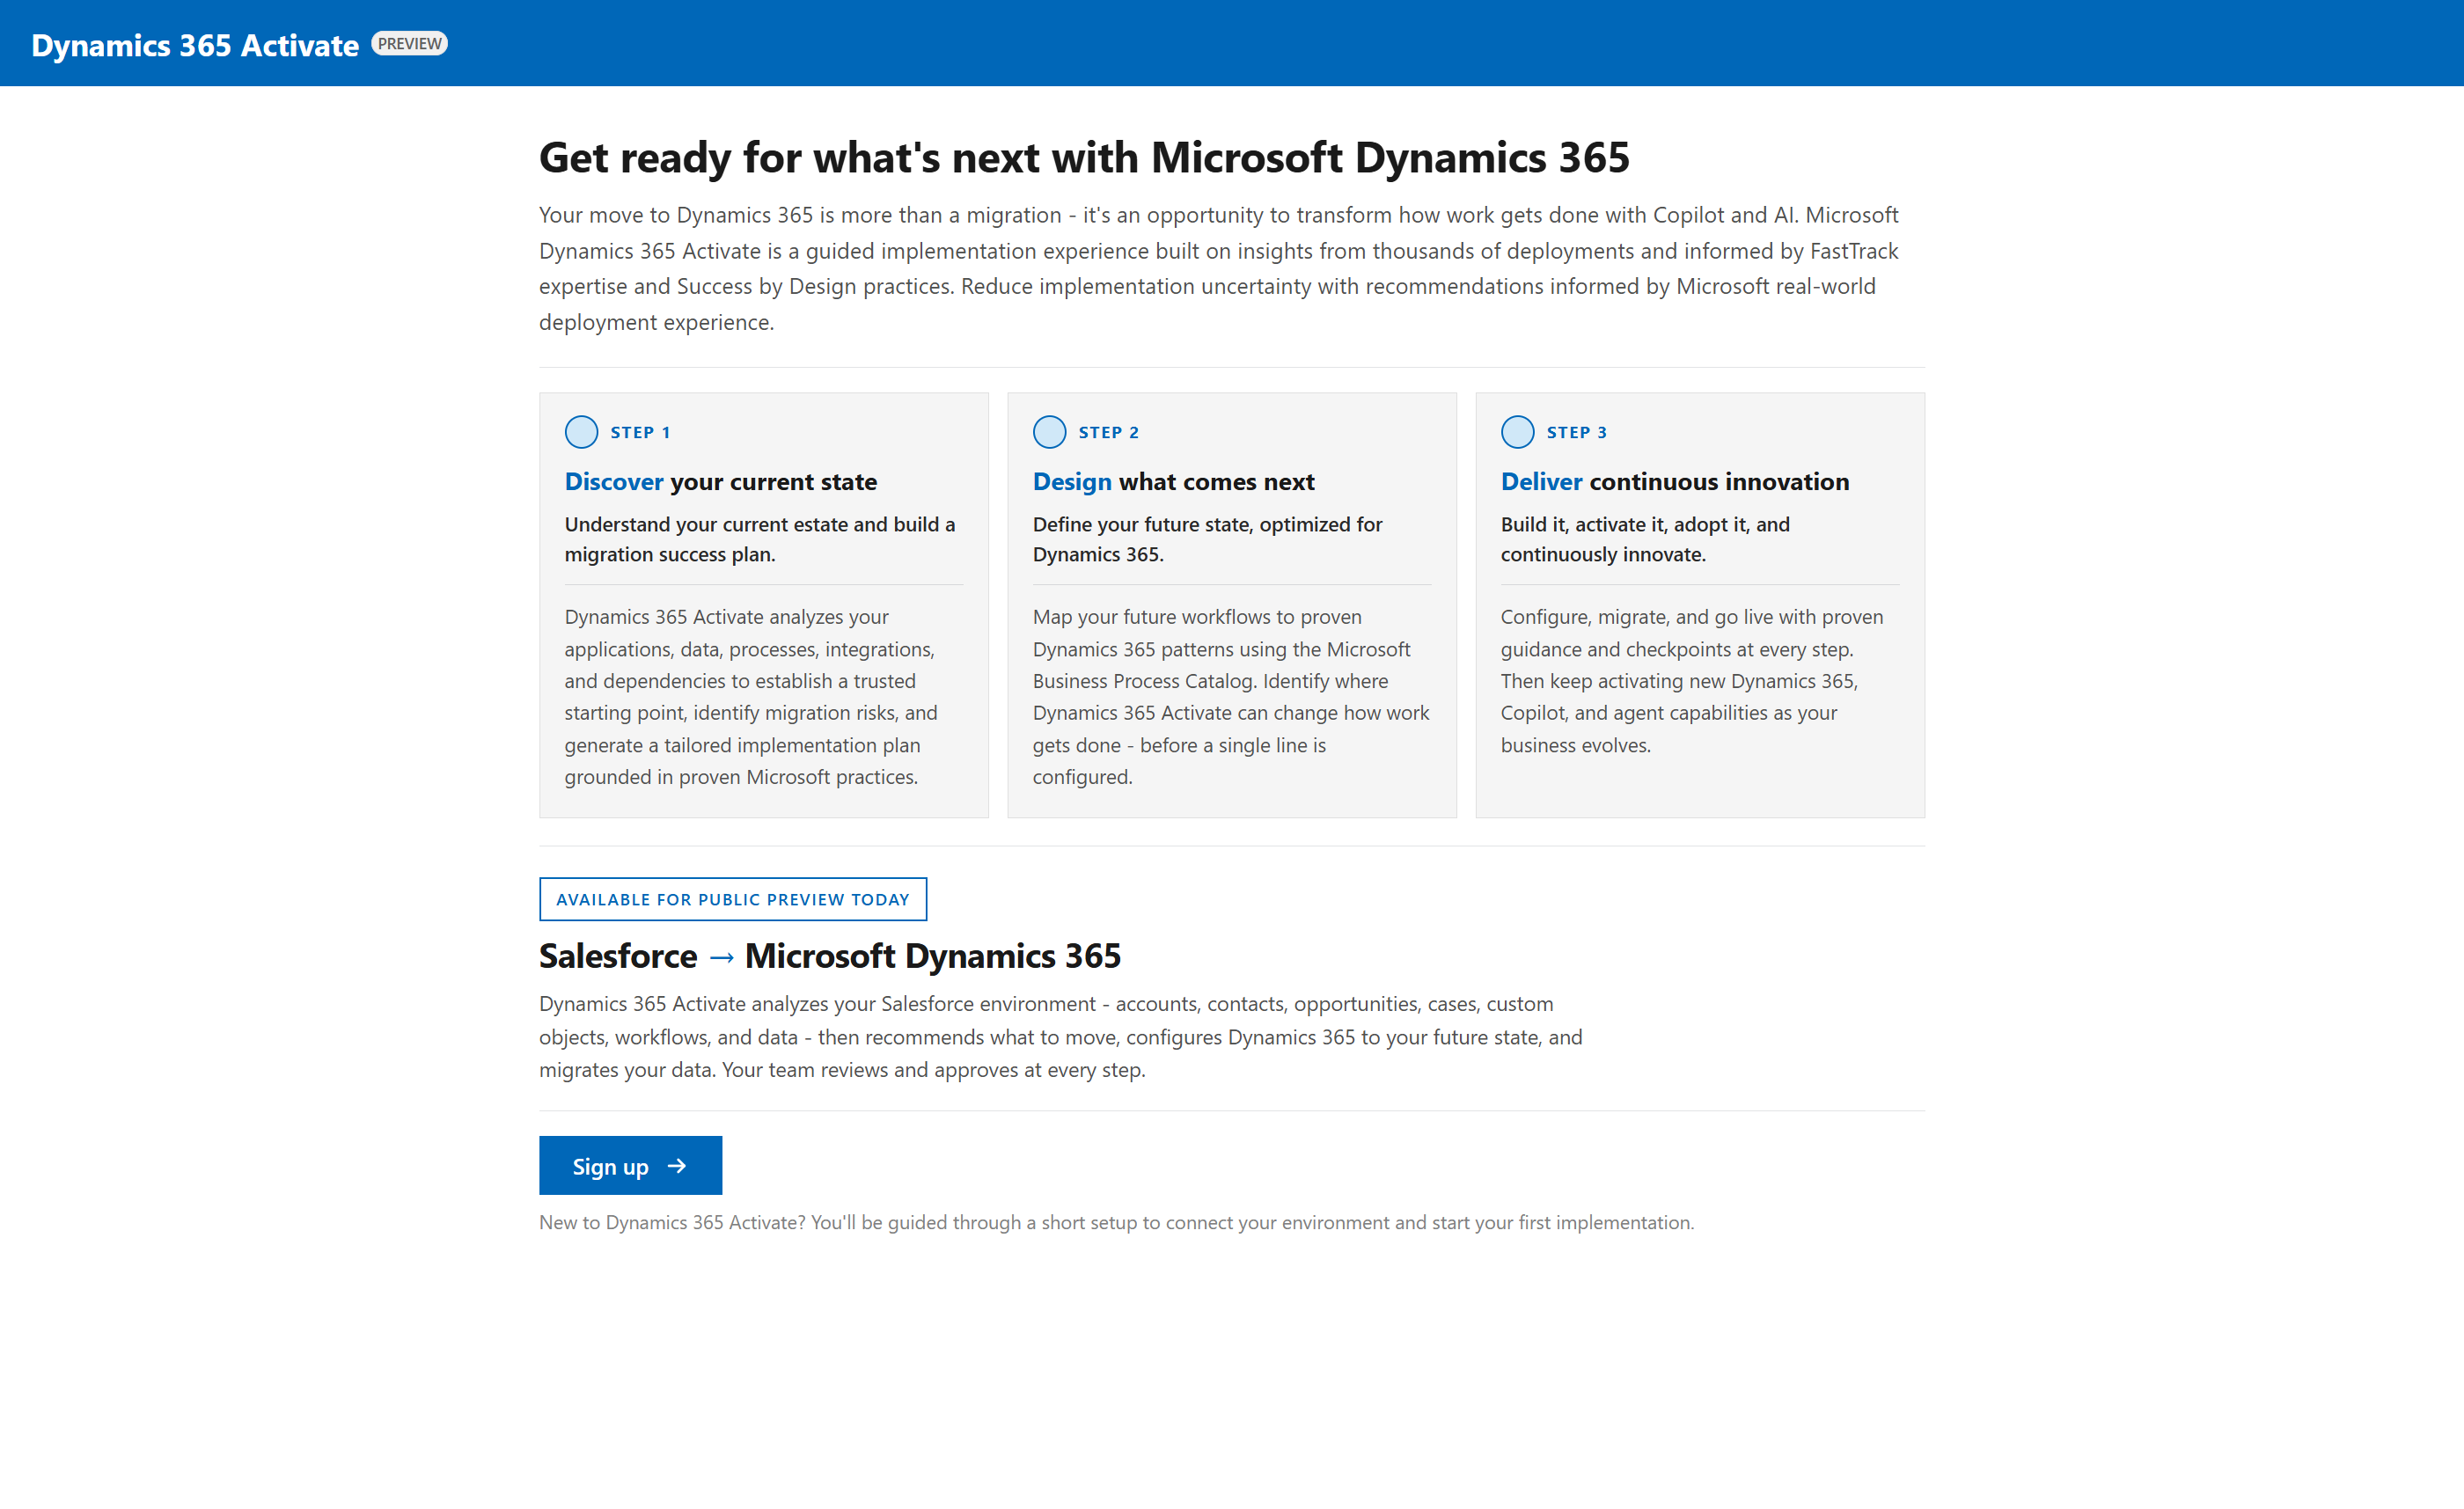 Dynamics 365 Activate PREVIEW
Get ready for what's next with Microsoft Dynamics 365
Your move to Dynamics 365 is more than a migration - it's an opportunity to transform how work gets done with Copilot and AI. Microsoft
Dynamics 365 Activate is a guided implementation experience built on insights from thousands of deployments and informed by FastTrack
expertise and Success by Design practices. Reduce implementation uncertainty with recommendations informed by Microsoft real-world
deployment experience.
STEP 1
Discover your current state
Understand your current estate and build a
migration success plan.
Dynamics 365 Activate analyzes your
applications, data, processes, integrations,
and dependencies to establish a trusted
starting point, identify migration risks, and
generate a tailored implementation plan
grounded in proven Microsoft practices.
STEP 2
Design what comes next
Define your future state, optimized for
Dynamics 365.
Map your future workflows to proven
Dynamics 365 patterns using the Microsoft
Business Process Catalog. Identify where
Dynamics 365 Activate can change how work
gets done - before a single line is
configured.
STEP 3
Deliver continuous innovation
Build it, activate it, adopt it, and
continuously innovate.
Configure, migrate, and go live with proven
guidance and checkpoints at every step.
Then keep activating new Dynamics 365,
Copilot, and agent capabilities as your
business evolves.
AVAILABLE FOR PUBLIC PREVIEW TODAY
Salesforce → Microsoft Dynamics 365
Dynamics 365 Activate analyzes your Salesforce environment - accounts, contacts, opportunities, cases, custom
objects, workflows, and data - then recommends what to move, configures Dynamics 365 to your future state, and
migrates your data. Your team reviews and approves at every step.
Sign up →
New to Dynamics 365 Activate? You'll be guided through a short setup to connect your environment and start your first implementation.